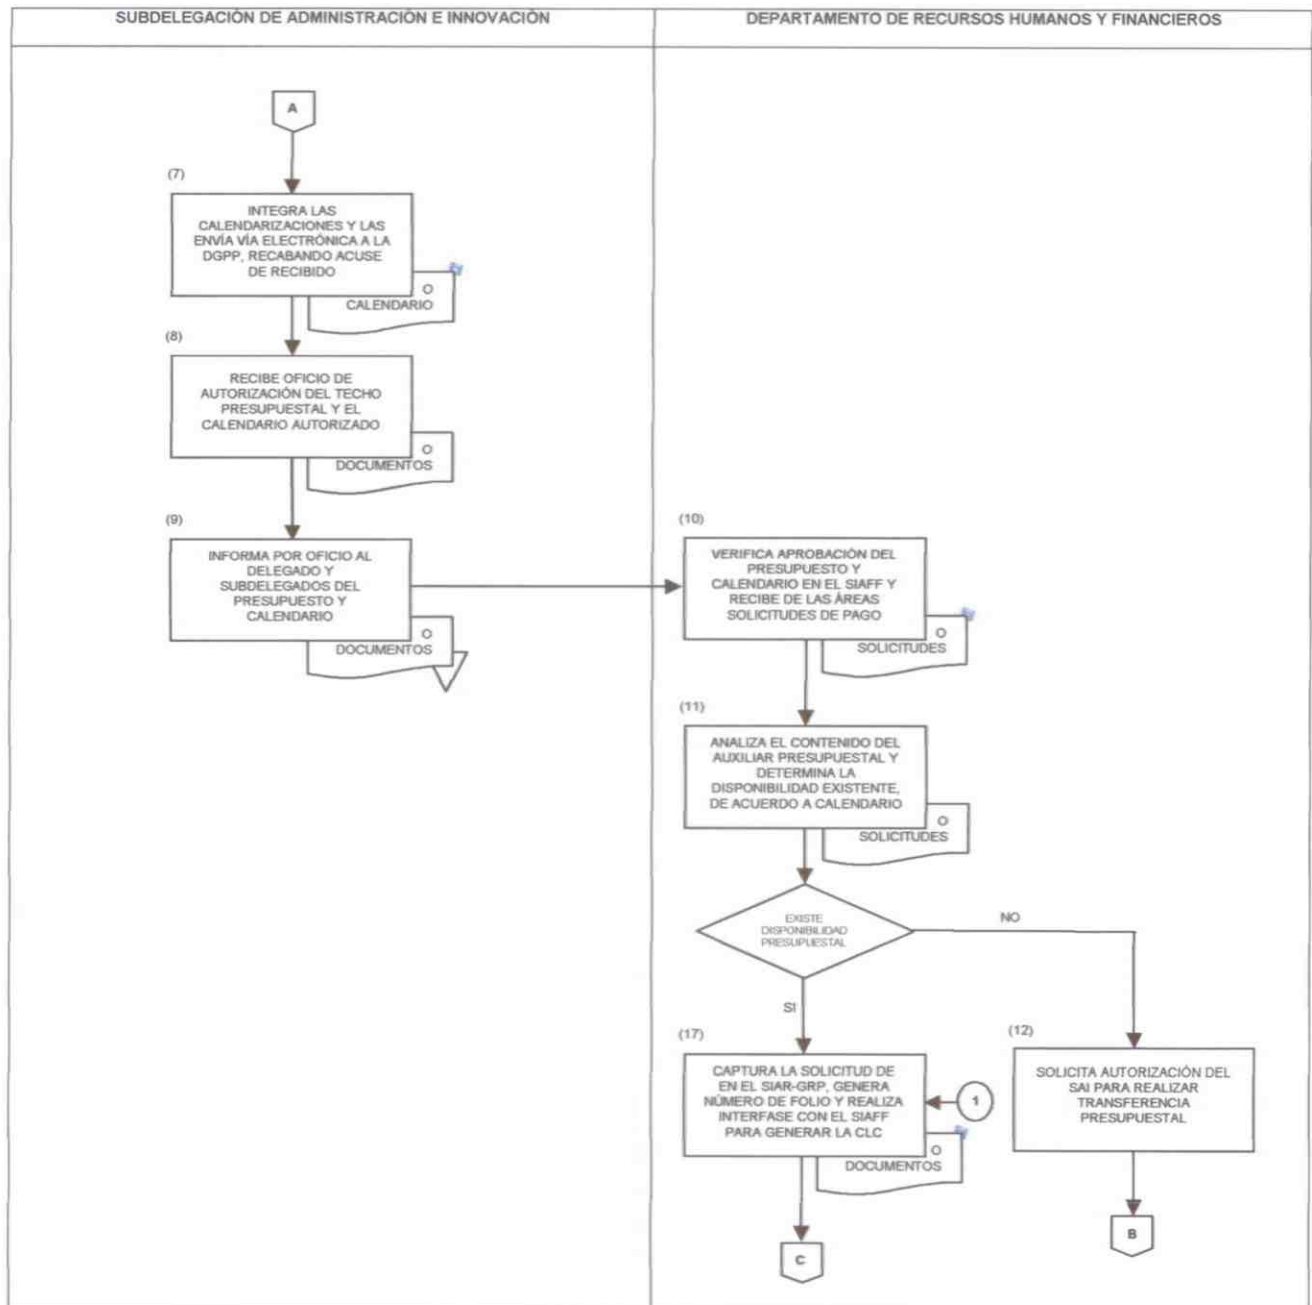 SUBDELEGACIÓN DE ADMINISTRACIÓN E INNOVACIÓN
DEPARTAMENTO DE RECURSOS HUMANOS Y FINANCIEROS
A
(7)
INTEGRA LAS
CALENDARIZACIONES Y LAS
ENVÍA VÍA ELECTRÓNICA A LA
DGPP, RECABANDO ACUSE
DE RECIBIDO
O
CALENDARIO
(8)
RECIBE OFICIO DE
AUTORIZACIÓN DEL TECHO
PRESUPUESTAL Y EL
CALENDARIO AUTORIZADO
O
DOCUMENTOS
(9)
INFORMA POR OFICIO AL
DELEGADO Y
SUBDELEGADOS DEL
PRESUPUESTO Y
CALENDARIO
O
DOCUMENTOS
(10)
VERIFICA APROBACIÓN DEL
PRESUPUESTO Y
CALENDARIO EN EL SIAFF Y
RECIBE DE LAS ÁREAS
SOLICITUDES DE PAGO
O
SOLICITUDES
(11)
ANALIZA EL CONTENIDO DEL
AUXILIAR PRESUPUESTAL Y
DETERMINA LA
DISPONIBILIDAD EXISTENTE,
DE ACUERDO A CALENDARIO
O
SOLICITUDES
EXISTE
DISPONIBILIDAD
PRESUPUESTAL
NO
SI
(17)
CAPTURA LA SOLICITUD DE
EN EL SIAR-GRP, GENERA
NÚMERO DE FOLIO Y REALIZA
INTERFASE CON EL SIAFF
PARA GENERAR LA CLC
1
O
DOCUMENTOS
C
(12)
SOLICITA AUTORIZACIÓN DEL
SAI PARA REALIZAR
TRANSFERENCIA
PRESUPUESTAL
B